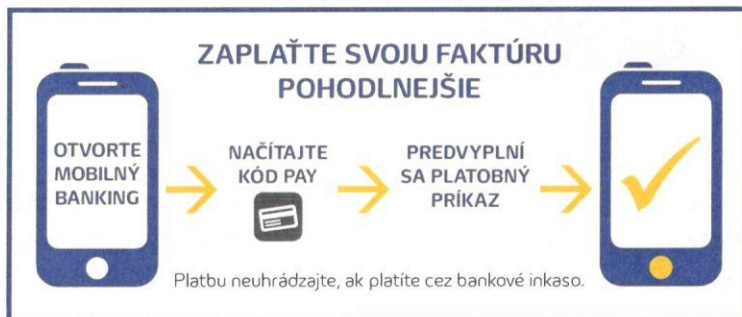 ZAPLAŤTE SVOJU FAKTÚRU
POHODLNEJŠIE
OTVORTE
MOBILNÝ
BANKING
NAČÍTAJTE
KÓD PAY
PREDVYPLNÍ
SA PLATOBNÝ
PRÍKAZ
Platbu neuhrádzajte, ak platíte cez bankové inkaso.